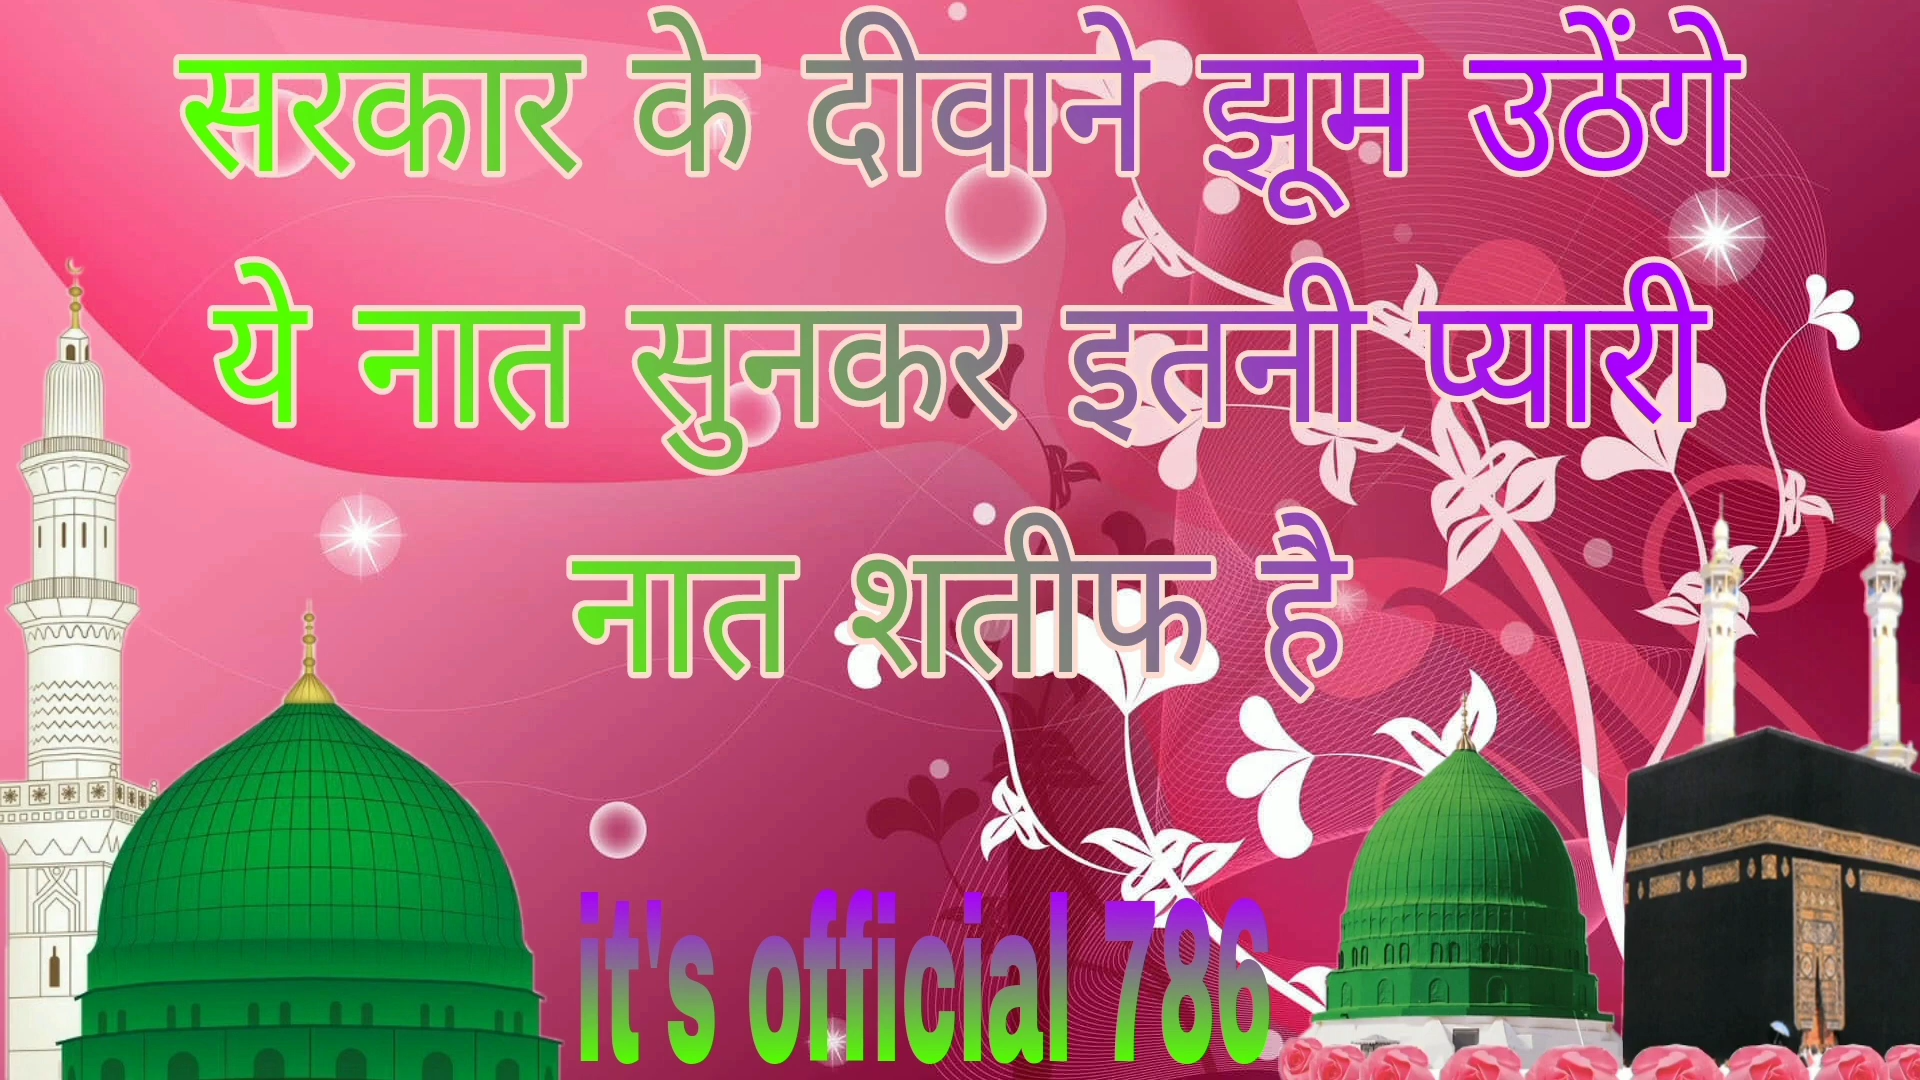 सरकार के दीवाने झूम उठेंगे
ये नात सुनकर इतनी प्यारी
नात शतीफ है
it's official 786